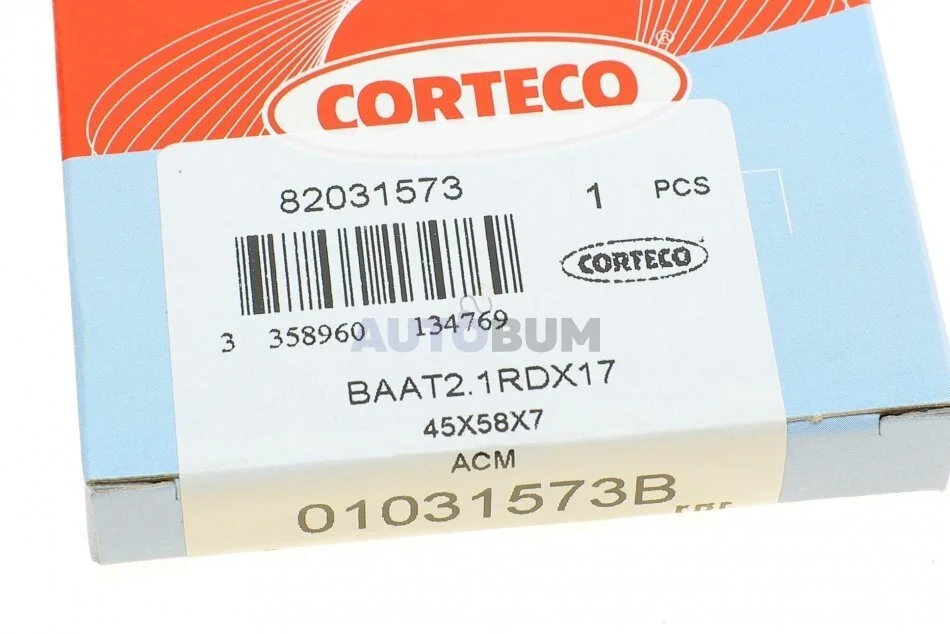 CORTECO®
82031573 1 PCS
CORTECO
3 358960 134769
AUTOBUM
BAAT2.1RDX17
45X58X7
ACM
01031573B